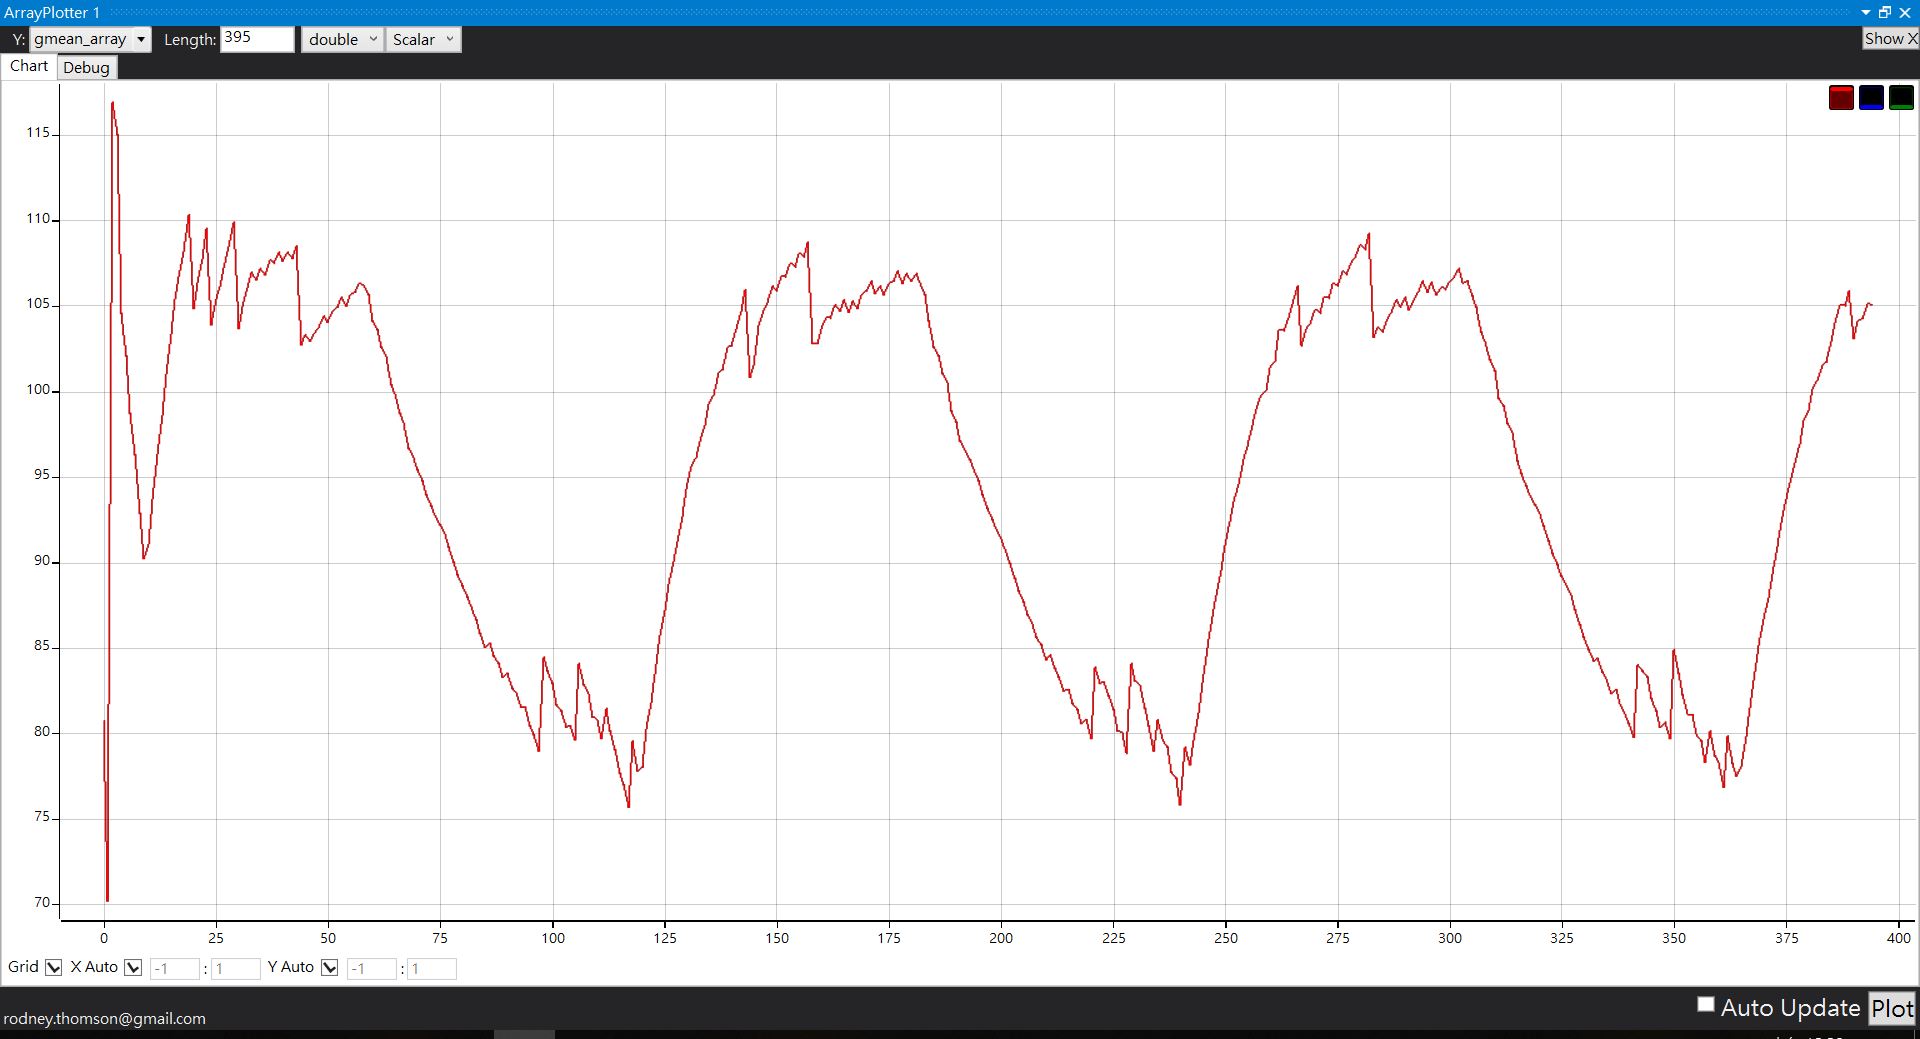 ArrayPlotter 1
Y: gmean_array Length: 395 double Scalar Show X
Chart Debug
115
110
105
100
95
90
85
80
75
70
0 25 50 75 100 125 150 175 200 225 250 275 300 325 350 375 400
Grid X Auto -1 : 1 Y Auto -1 : 1
Auto Update Plot
rodney.thomson@gmail.com